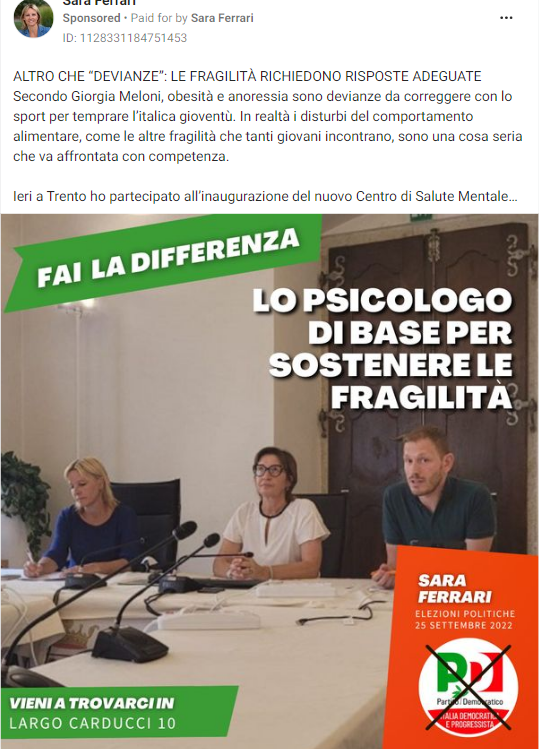 Sara Ferrari
Sponsored • Paid for by Sara Ferrari
ID: 1128331184751453
ALTRO CHE “DEVIANZE”: LE FRAGILITÀ RICHIEDONO RISPOSTE ADEGUATE
Secondo Giorgia Meloni, obesità e anoressia sono devianze da correggere con lo
sport per temprare l’italica gioventù. In realtà i disturbi del comportamento
alimentare, come le altre fragilità che tanti giovani incontrano, sono una cosa seria
che va affrontata con competenza.
Ieri a Trento ho partecipato all’inaugurazione del nuovo Centro di Salute Mentale...
FAI LA DIFFERENZA
LO PSICOLOGO
DI BASE PER
SOSTENERE LE
FRAGILITÀ
SARA
FERRARI
ELEZIONI POLITICHE
25 SETTEMBRE 2022
PD
Partito Democratico
ITALIA DEMOCRATICA
E PROGRESSISTA
VIENI A TROVARCI IN
LARGO CARDUCCI 10